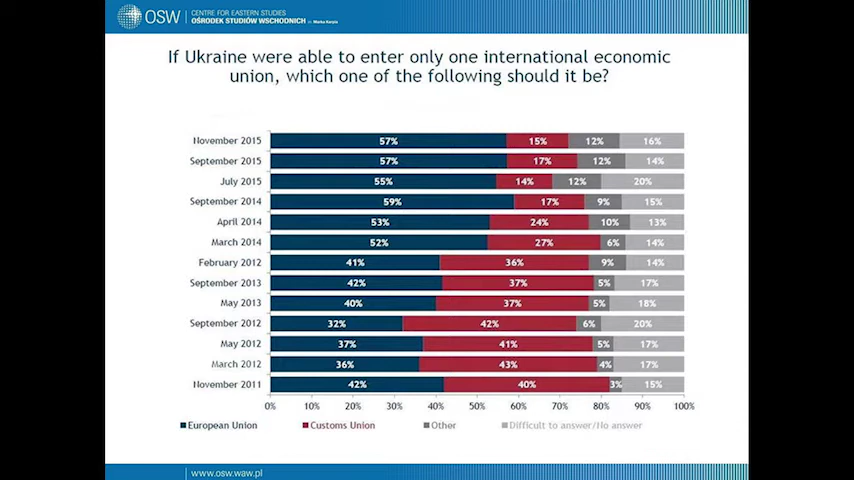 OSW
CENTRE FOR EASTERN STUDIES
OŚRODEK STUDIÓW WSCHODNICH im. Marka Karpia
If Ukraine were able to enter only one international economic
union, which one of the following should it be?
November 2015 57% 15% 12% 16%
September 2015 57% 17% 12% 14%
July 2015 55% 14% 12% 20%
September 2014 59% 17% 9% 15%
April 2014 53% 24% 10% 13%
March 2014 52% 27% 6% 14%
February 2012 41% 36% 9% 14%
September 2013 42% 37% 5% 17%
May 2013 40% 37% 5% 18%
September 2012 32% 42% 6% 20%
May 2012 37% 41% 5% 17%
March 2012 36% 43% 4% 17%
November 2011 42% 40% 3% 15%
0% 10% 20% 30% 40% 50% 60% 70% 80% 90% 100%
European Union Customs Union Other Difficult to answer/No answer
www.osw.waw.pl